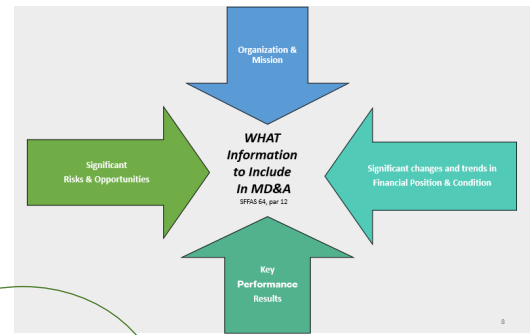 Organization &
Mission
WHAT
Information
to Include
In MD&A
SFFAS 64, par 12
Significant
Risks & Opportunities
Significant changes and trends in
Financial Position & Condition
Key
Performance
Results
8